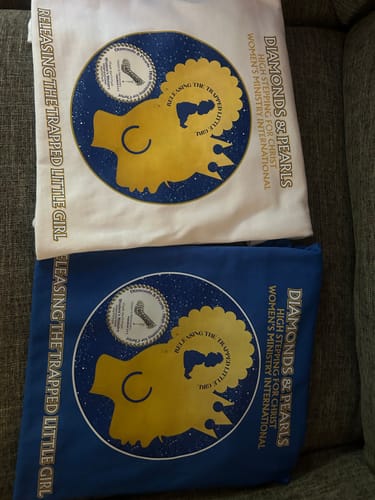 DIAMONDS & PEARLS
HIGH STEPPING FOR CHRIST
WOMEN'S MINISTRY INTERNATIONAL
RELEASING THE TRAPPED LITTLE GIRL
RELEASING THE TRAPPED LITTLE GIRL
DIAMONDS & PEARLS
HIGH STEPPING FOR CHRIST
WOMEN'S MINISTRY INTERNATIONAL
RELEASING THE TRAPPED LITTLE GIRL
RELEASING THE TRAPPED LITTLE GIRL